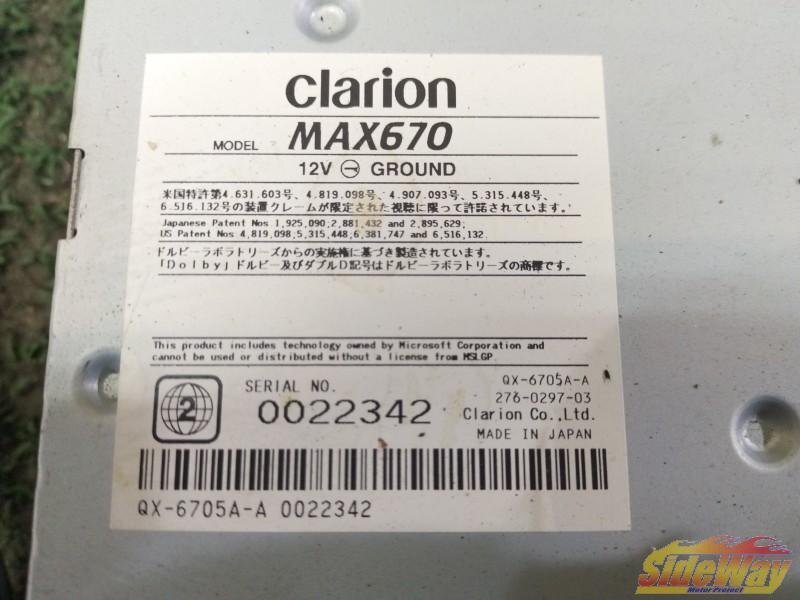 clarion
MODEL MAX670
12V ⊖ GROUND
米国特許第4.631.603号、4.819.098号、4.907.093号、5.315.448号、
6.516.132号の装置クレームが限定された視聴に限って許諾されています。
Japanese Patent Nos 1,925,090,2,881,432 and 2,895,629;
US Patent Nos 4,819,098,5,315,448,6,381,747 and 6,516,132.
ドルビーラボラトリーズからの実施権に基づき製造されています。
「Dolby」ドルビー及びダブルD記号はドルビーラボラトリーズの商標です。
This product includes technology owned by Microsoft Corporation and
cannot be used or distributed without a license from MSLGP.
2
SERIAL NO.
0022342
QX-6705A-A
276-0297-03
Clarion Co.,Ltd.
MADE IN JAPAN
QX-6705A-A 0022342
SideWay
Motor Project